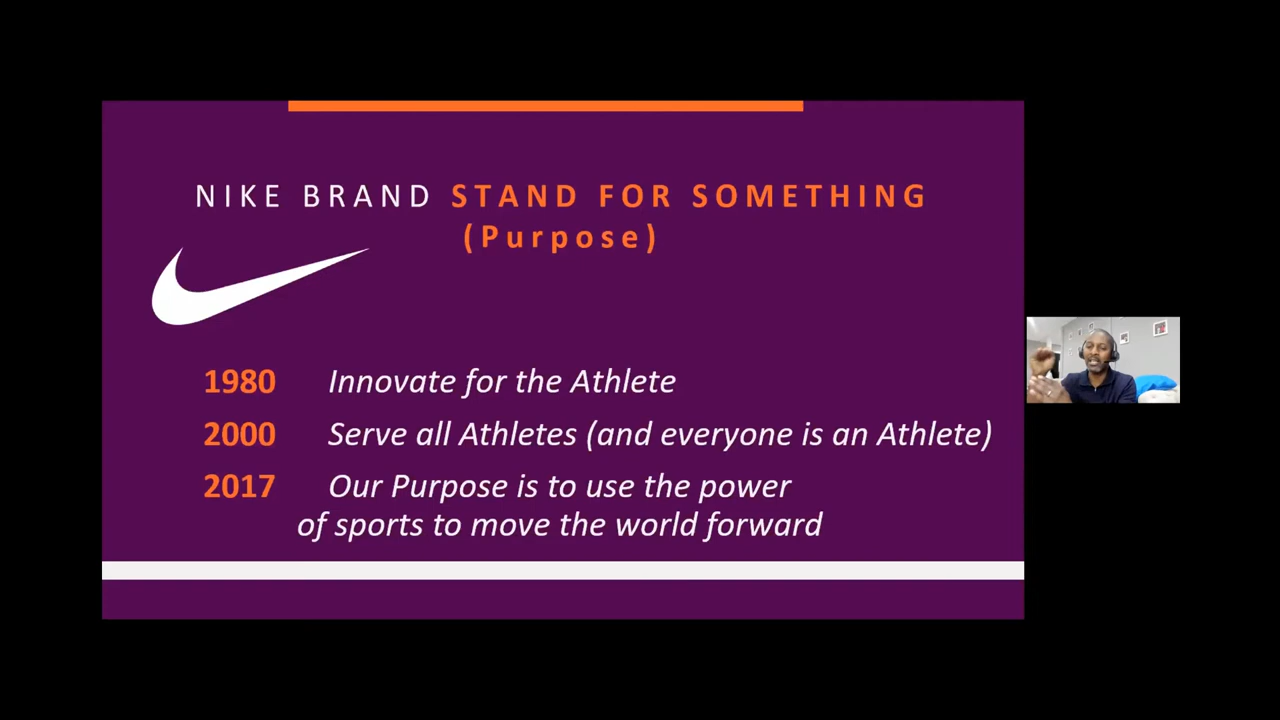 NIKE BRAND STAND FOR SOMETHING
(Purpose)
1980 Innovate for the Athlete
2000 Serve all Athletes (and everyone is an Athlete)
2017 Our Purpose is to use the power
of sports to move the world forward